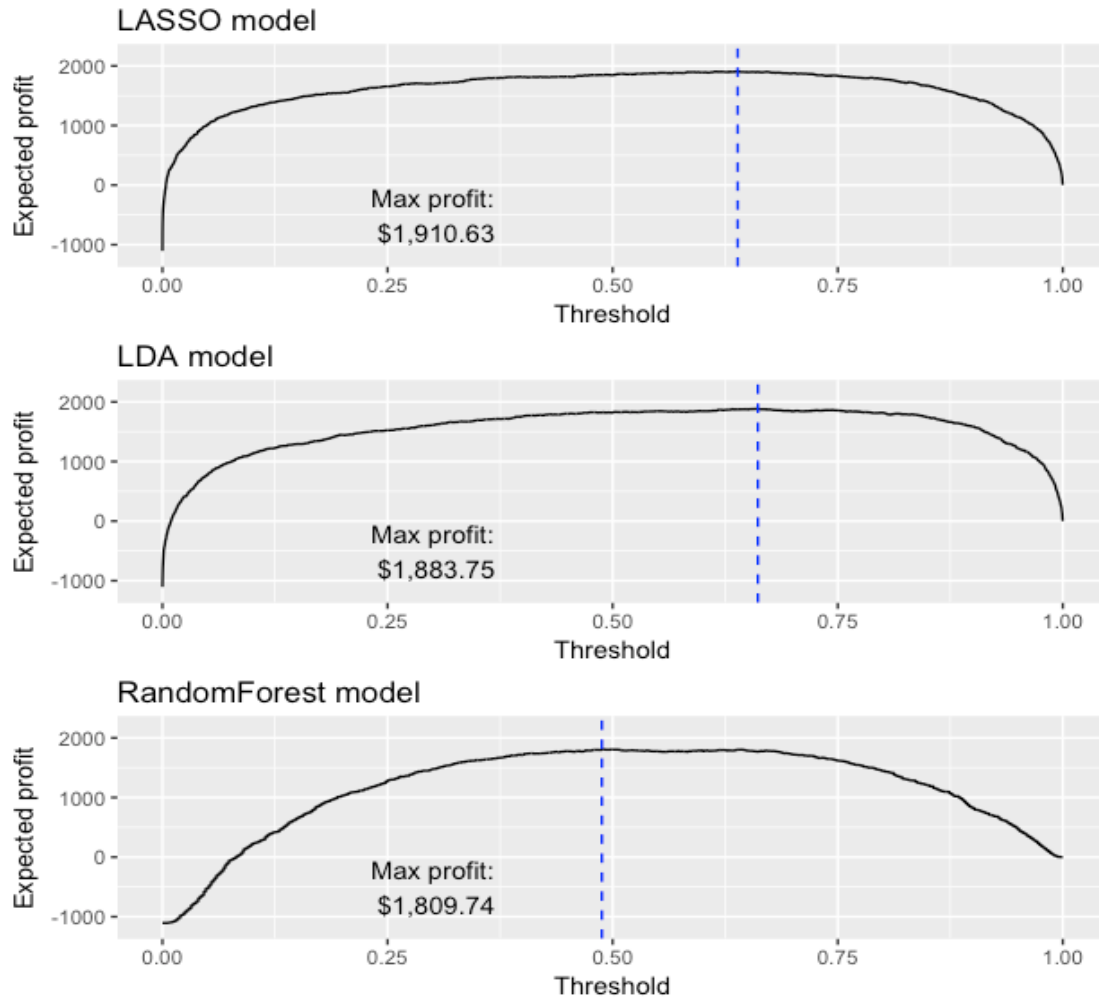 LASSO model
2000
1000
0
-1000
Expected profit
Max profit:
$1,910.63
0.00 0.25 0.50 0.75 1.00
Threshold
LDA model
2000
1000
0
-1000
Expected profit
Max profit:
$1,883.75
0.00 0.25 0.50 0.75 1.00
Threshold
RandomForest model
2000
1000
0
-1000
Expected profit
Max profit:
$1,809.74
0.00 0.25 0.50 0.75 1.00
Threshold